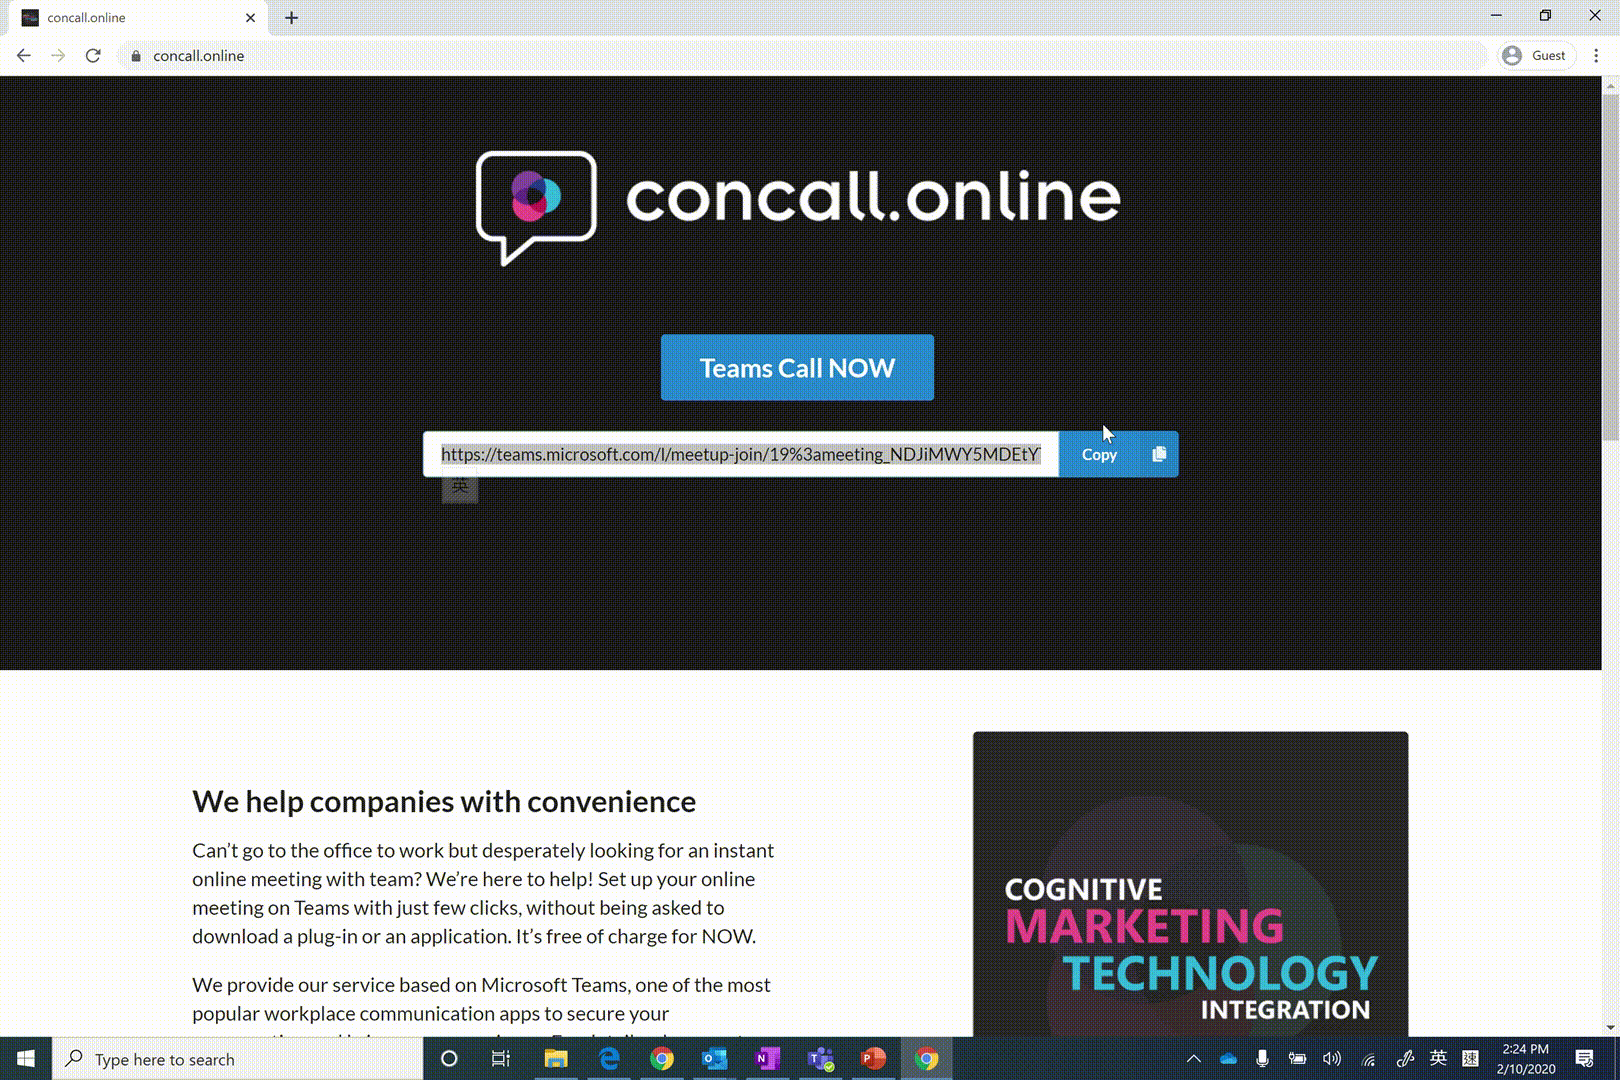 concall.online
concall.online
Guest
concall.online
Teams Call NOW
https://teams.microsoft.com/l/meetup-join/19%3ameeting_NDJiMWY5MDEtY
Copy
英
We help companies with convenience
Can’t go to the office to work but desperately looking for an instant
online meeting with team? We’re here to help! Set up your online
meeting on Teams with just few clicks, without being asked to
download a plug-in or an application. It’s free of charge for NOW.
We provide our service based on Microsoft Teams, one of the most
popular workplace communication apps to secure your
COGNITIVE
MARKETING
TECHNOLOGY
INTEGRATION
Type here to search
英
速
2:24 PM
2/10/2020